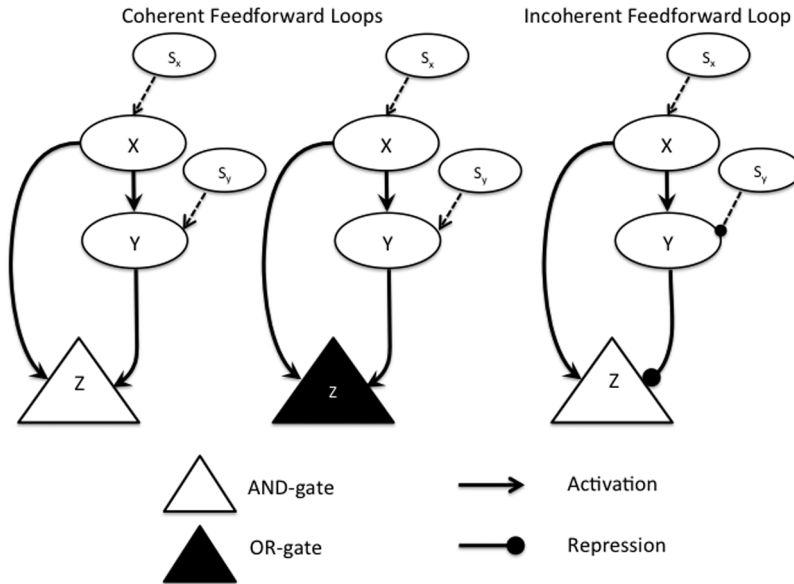 Coherent Feedforward Loops
Incoherent Feedforward Loop
Sx
Sx
Sx
X
X
X
Sy
Sy
Sy
Y
Y
Y
Z
Z
Z
AND-gate
Activation
OR-gate
Repression